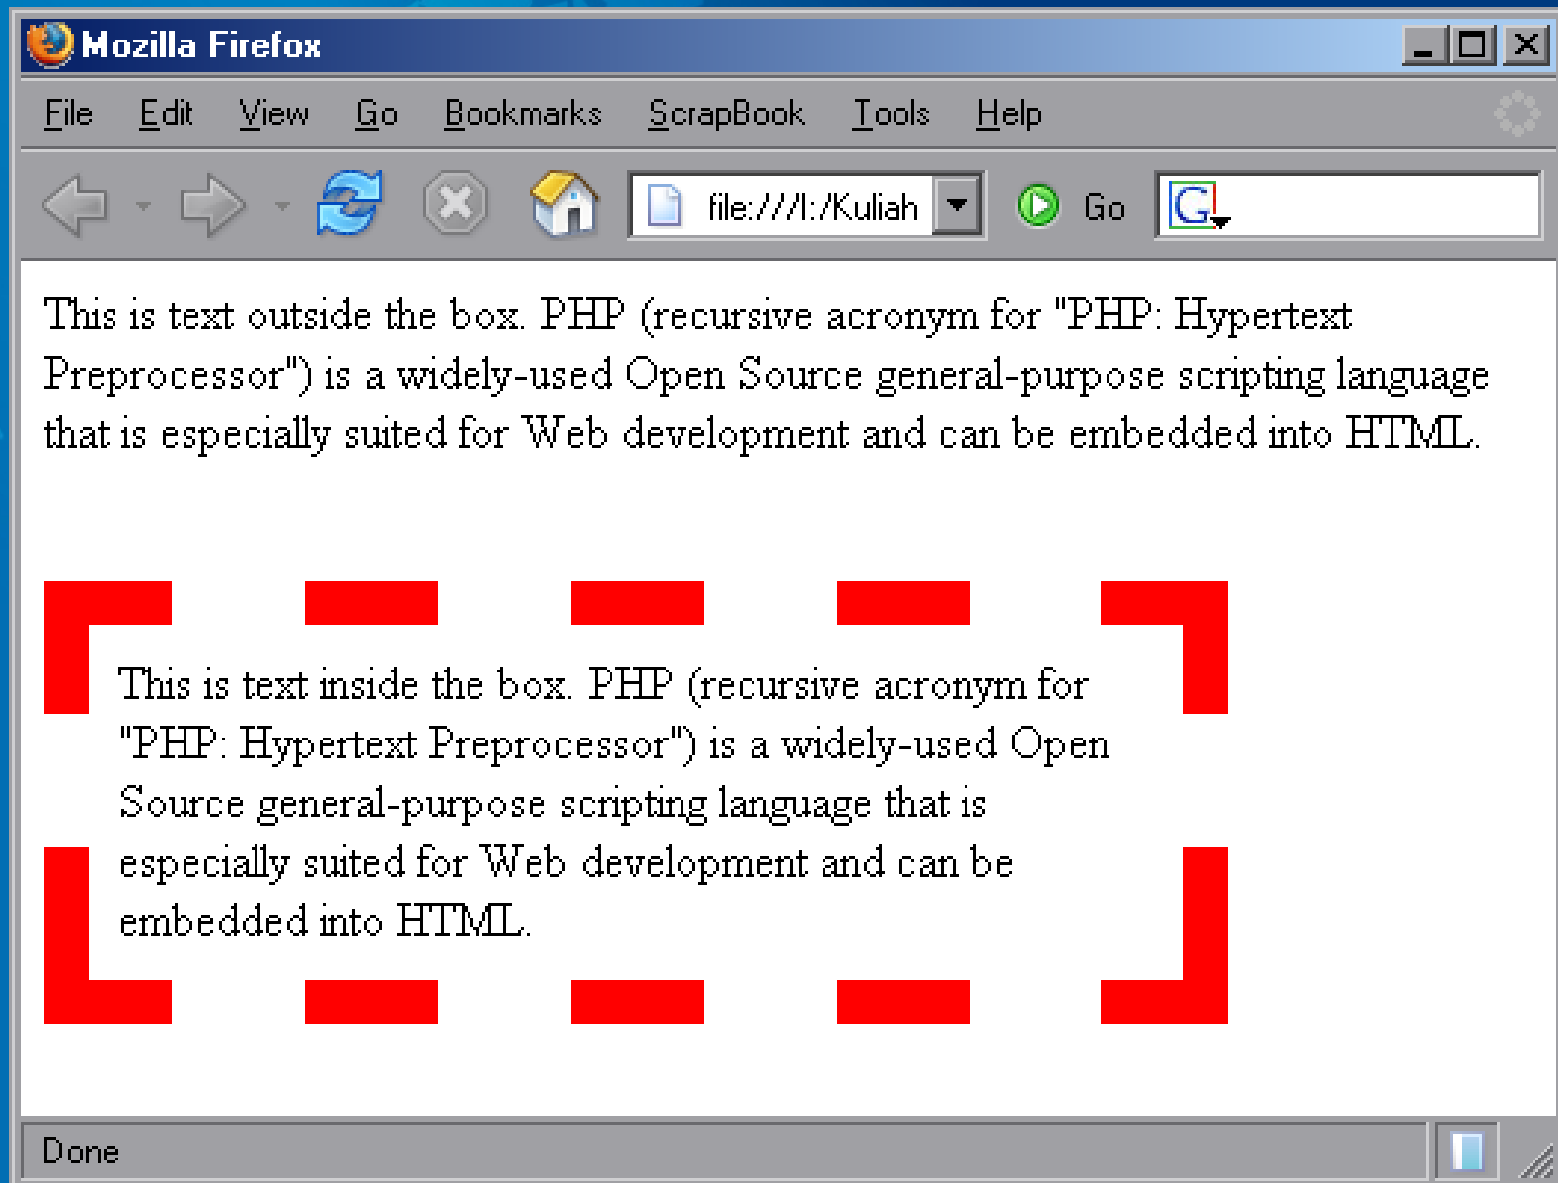 Mozilla Firefox
File Edit View Go Bookmarks ScrapBook Tools Help
file:///I:/Kuliah Go G
This is text outside the box. PHP (recursive acronym for "PHP: Hypertext
Preprocessor") is a widely-used Open Source general-purpose scripting language
that is especially suited for Web development and can be embedded into HTML.
This is text inside the box. PHP (recursive acronym for
"PHP: Hypertext Preprocessor") is a widely-used Open
Source general-purpose scripting language that is
especially suited for Web development and can be
embedded into HTML.
Done